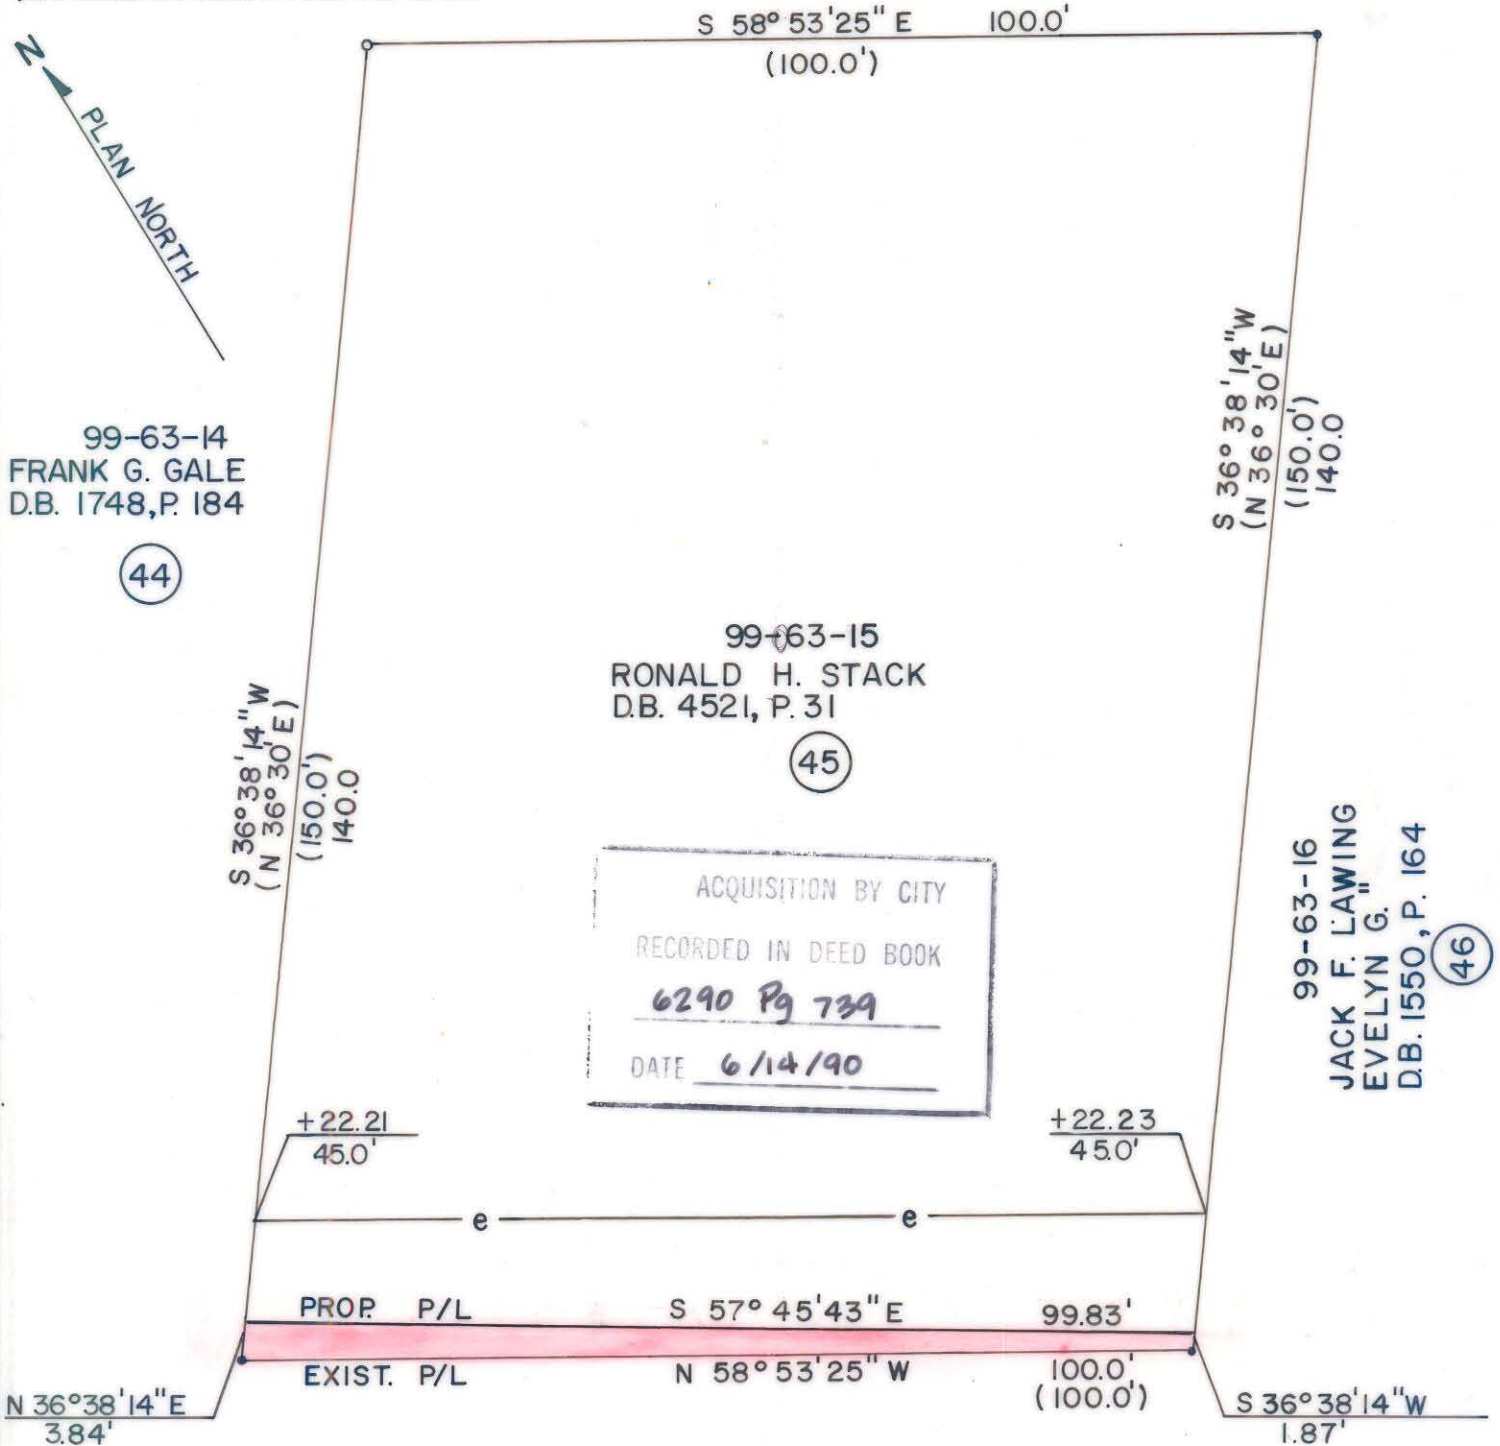 S 58° 53'25" E 100.0'
(100.0')
N
PLAN NORTH
99-63-14
FRANK G. GALE
D.B. 1748, P. 184
44
S 36° 38'14" W
(N 36° 30' E)
(150.0')
140.0
S 36° 38'14" W
(N 36° 30' E)
(150.0')
140.0
99-63-15
RONALD H. STACK
D.B. 4521, P. 31
45
99-63-16
JACK F. LAWING
EVELYN G. "
D.B. 1550, P. 164
46
ACQUISITION BY CITY
RECORDED IN DEED BOOK
6290 Pg 739
DATE 6/14/90
+22.21
45.0'
+22.23
45.0'
e e
PROP. P/L S 57° 45'43" E 99.83'
EXIST. P/L N 58° 53'25" W 100.0'
(100.0')
N 36° 38'14" E
3.84'
S 36° 38'14" W
1.87'